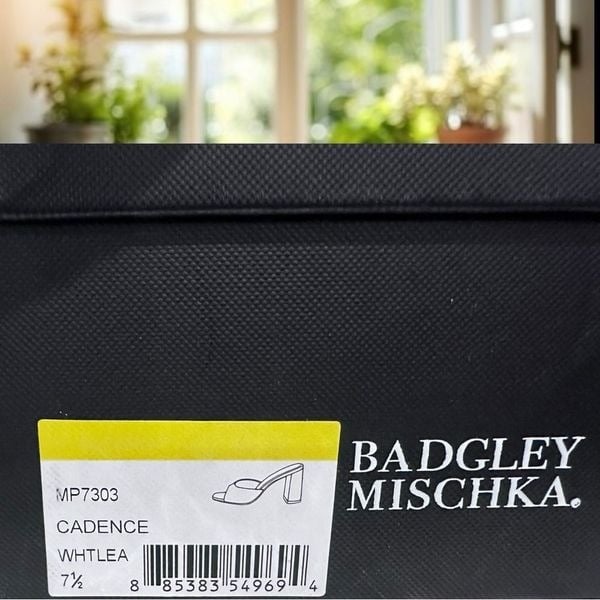 BADGLEY
MISCHKA.
MP7303
CADENCE
WHTLEA
7½
8 85383 54969 4